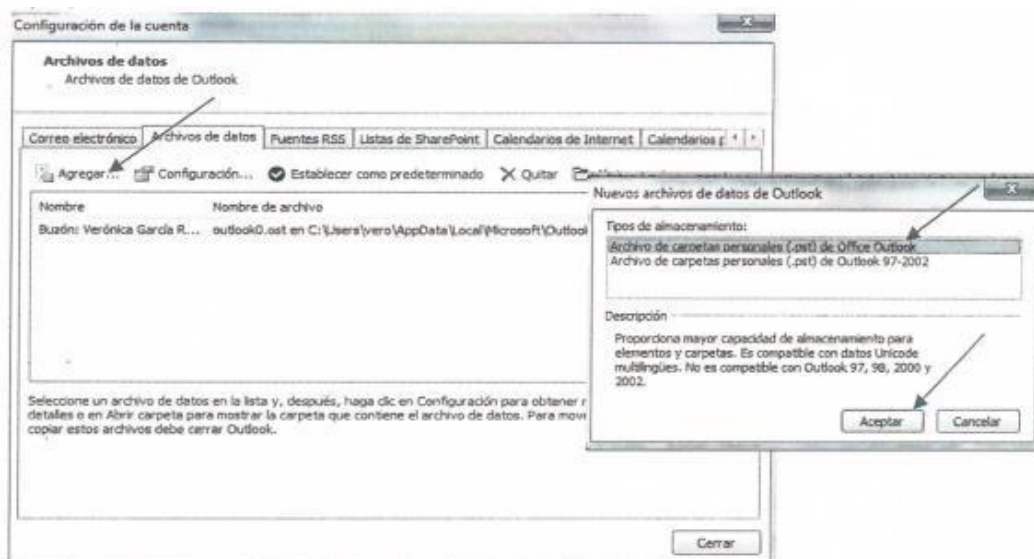 Configuración de la cuenta
Archivos de datos
Archivos de datos de Outlook
Correo electrónico
Archivos de datos
Fuentes RSS
Listas de SharePoint
Calendarios de Internet
Calendarios p
Agregar...
Configuración...
Establecer como predeterminado
Quitar
Nombre
Nombre de archivo
Buzón: Verónica García R...
outlook0.ost en C:\Users\vero\AppData\Local\Microsoft\Outlook
Seleccione un archivo de datos en la lista y, después, haga clic en Configuración para obtener
detalles o en Abrir carpeta para mostrar la carpeta que contiene el archivo de datos. Para mov
copiar estos archivos debe cerrar Outlook.
Cerrar
Nuevos archivos de datos de Outlook
Tipos de almacenamiento:
Archivo de carpetas personales (.pst) de Office Outlook
Archivo de carpetas personales (.pst) de Outlook 97-2002
Descripción
Proporciona mayor capacidad de almacenamiento para
elementos y carpetas. Es compatible con datos Unicode
multilingües. No es compatible con Outlook 97, 98, 2000 y
2002.
Aceptar
Cancelar